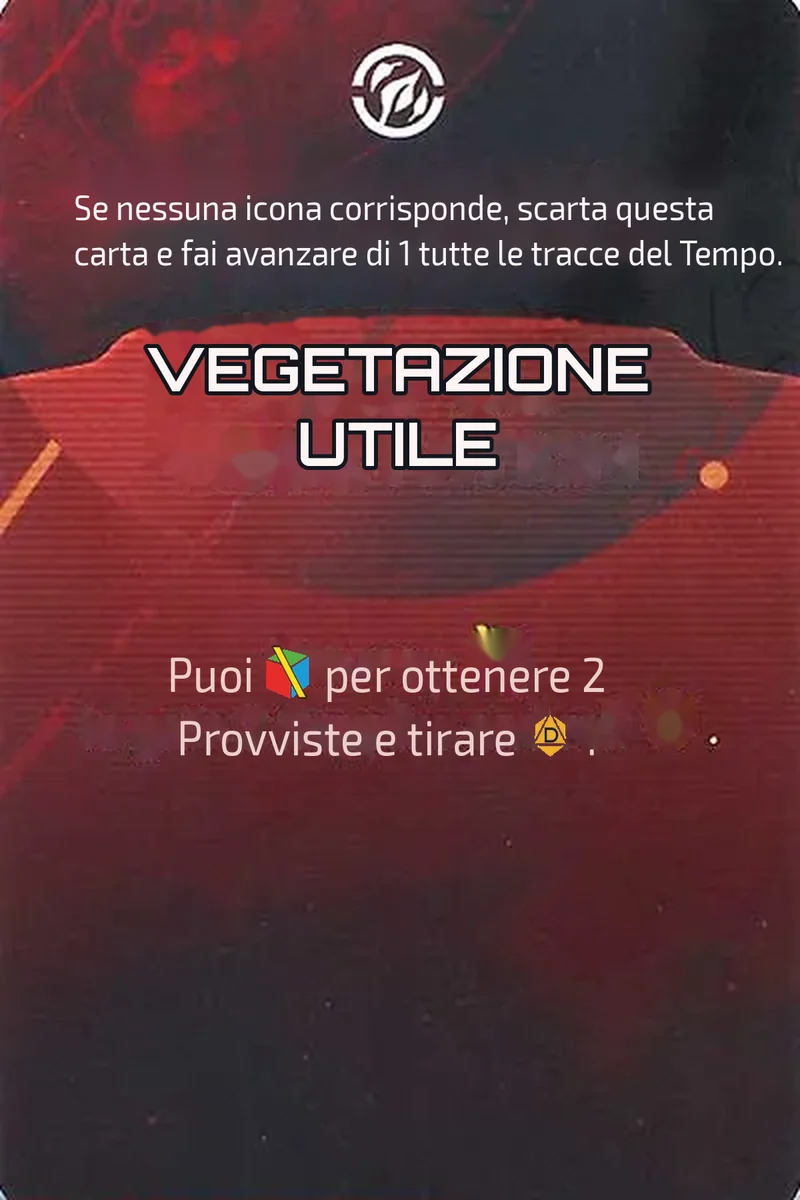 Se nessuna icona corrisponde, scarta questa
carta e fai avanzare di 1 tutte le tracce del Tempo.
VEGETAZIONE
UTILE
Puoi per ottenere 2
Provviste e tirare D .